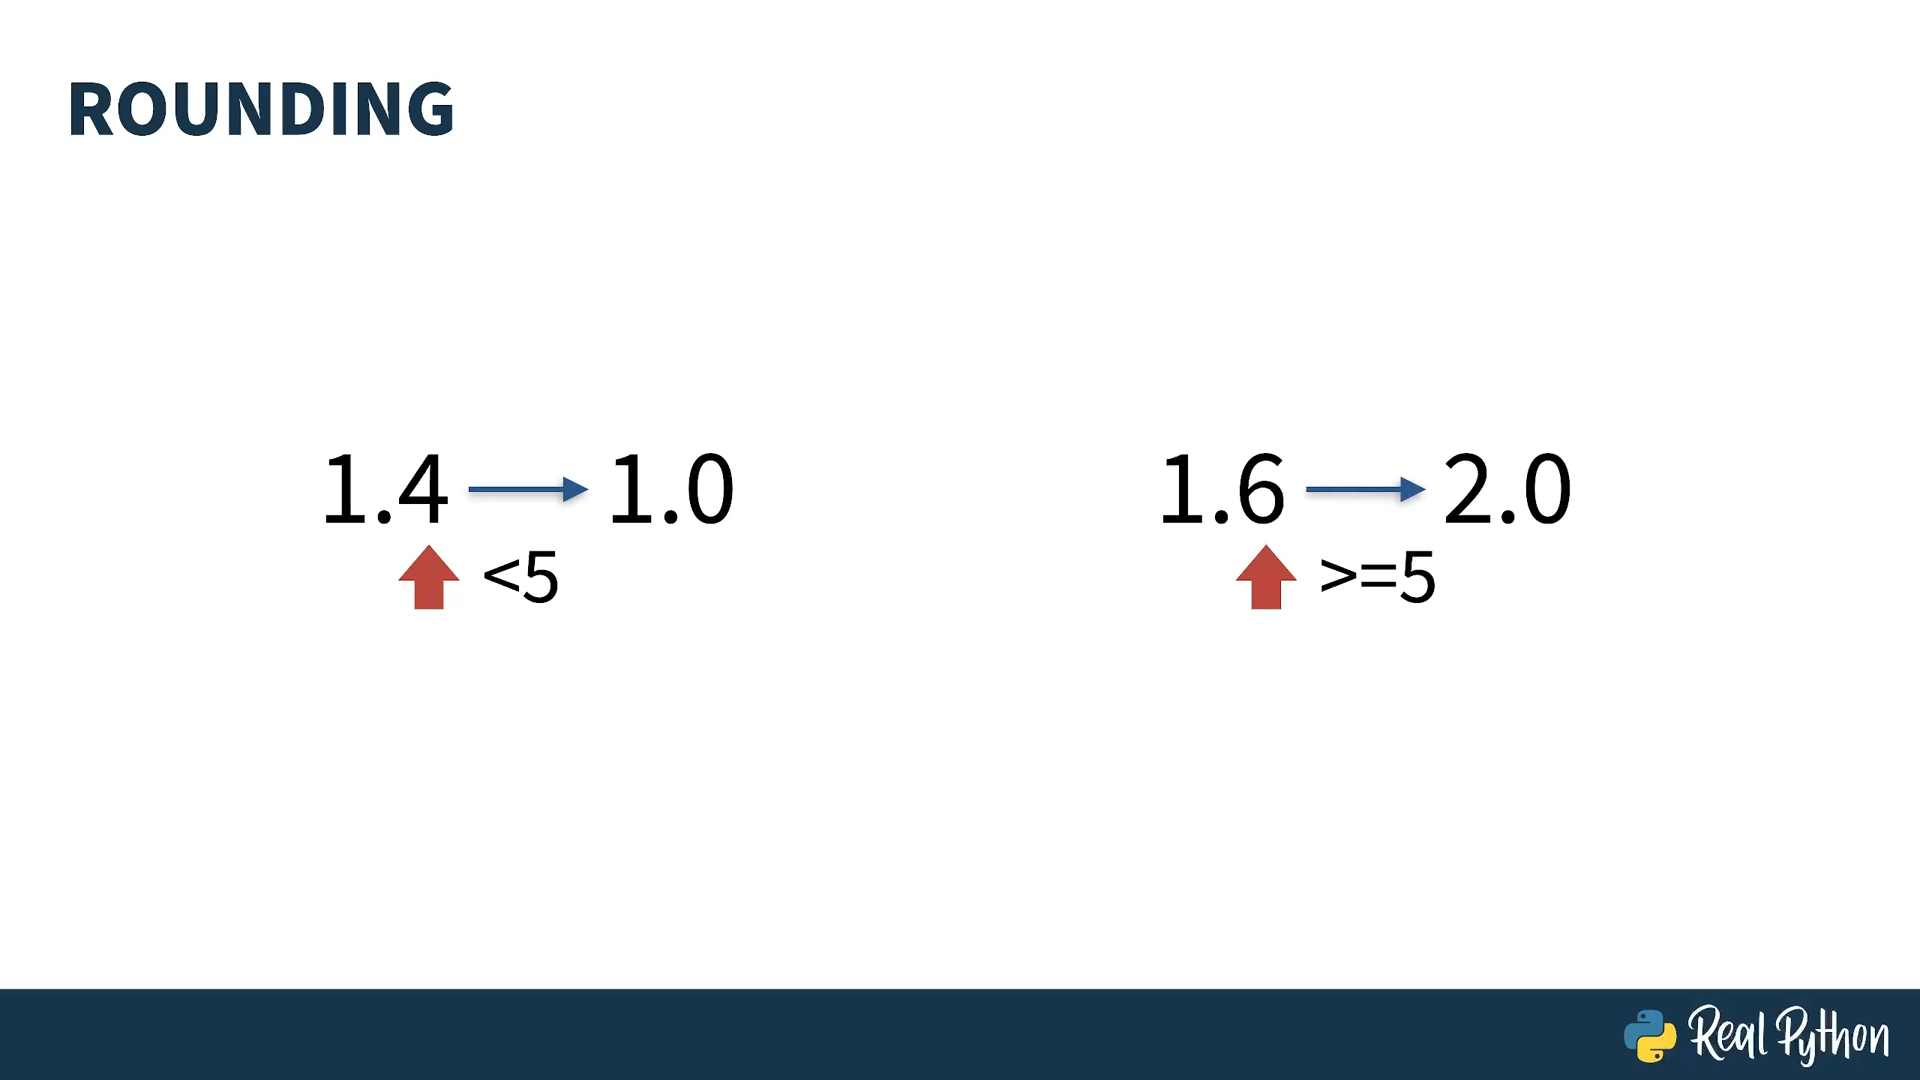 ROUNDING
1.4 → 1.0
<5
1.6 → 2.0
>=5
Real Python